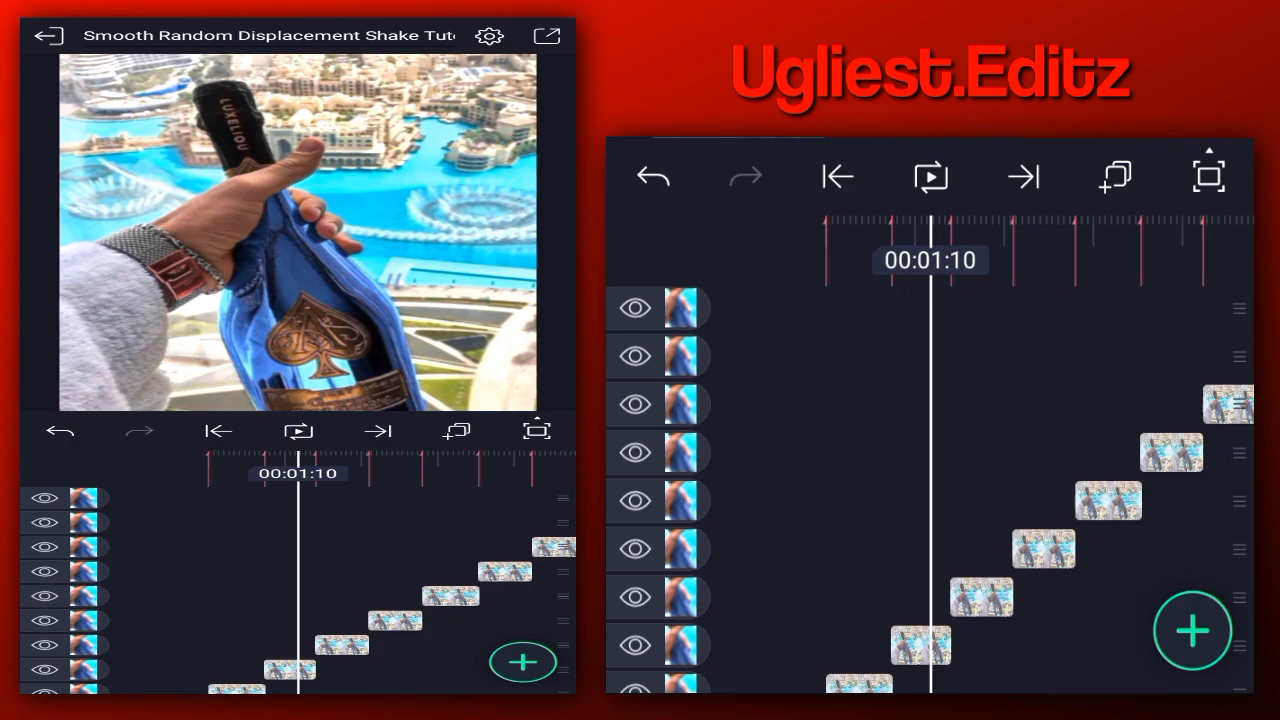 Smooth Random Displacement Shake Tut
LUXELIOU
00:01:10
Ugliest.Editz
00:01:10